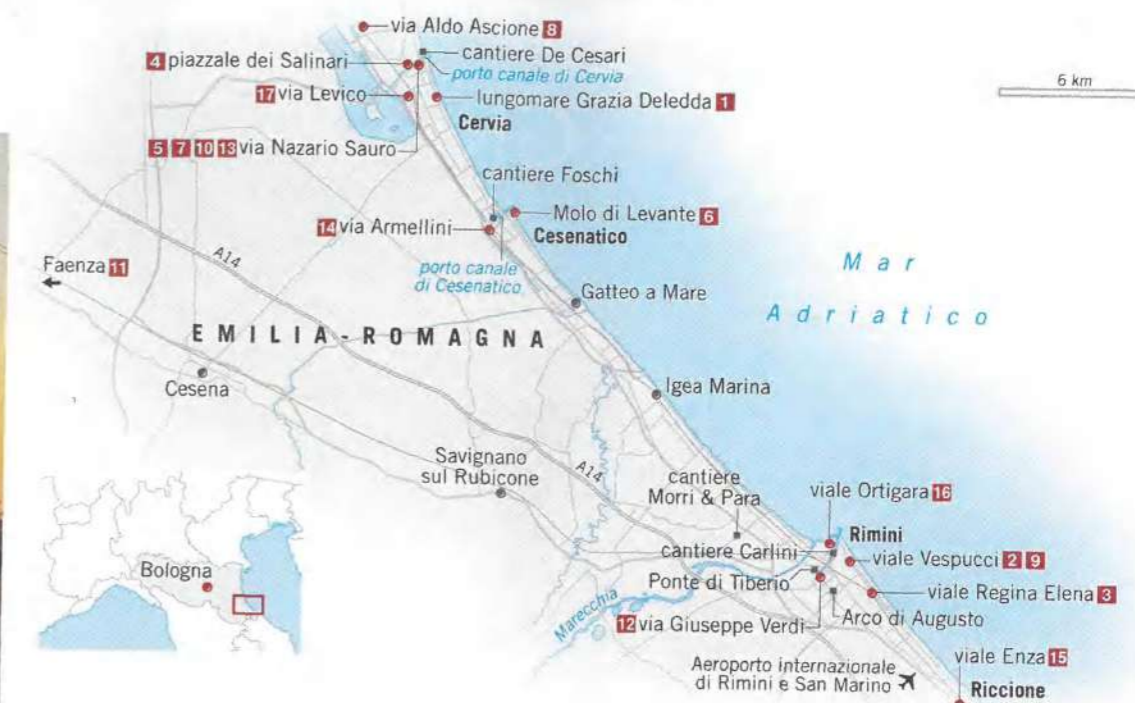 via Aldo Ascione 8
4 piazzale dei Salinari
cantiere De Cesari
porto canale di Cervia
17 via Levico
lungomare Grazia Deledda 1
Cervia
6 km
5 7 10 13 via Nazario Sauro
cantiere Foschi
14 via Armellini
Molo di Levante 6
Cesenatico
A14
Faenza 11
porto canale
di Cesenatico
Gatteo a Mare
Mar
Adriatico
EMILIA-ROMAGNA
Cesena
Igea Marina
Savignano
sul Rubicone
A14
cantiere
Morri & Para
viale Ortigara 16
Rimini
cantiere Carlini
viale Vespucci 2 9
Bologna
Ponte di Tiberio
viale Regina Elena 3
Marecchia
12 via Giuseppe Verdi
Arco di Augusto
Aeroporto internazionale
di Rimini e San Marino
viale Enza 15
Riccione